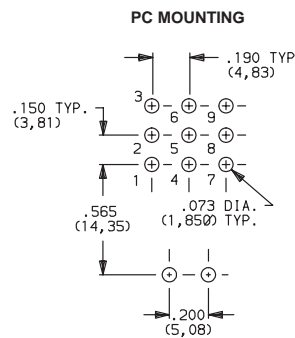 PC MOUNTING
.190 TYP.
(4,83)
.150 TYP.
(3,81)
3 6 9
2 5 8
1 4 7
.565
(14,35)
.073 DIA.
(1,850) TYP.
.200
(5,08)